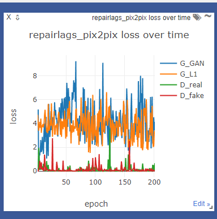 X repairlags_pix2pix loss over time
repairlags_pix2pix loss over time
G_GAN
G_L1
D_real
D_fake
8
6
4
2
0
loss
50 100 150 200
epoch
Edit